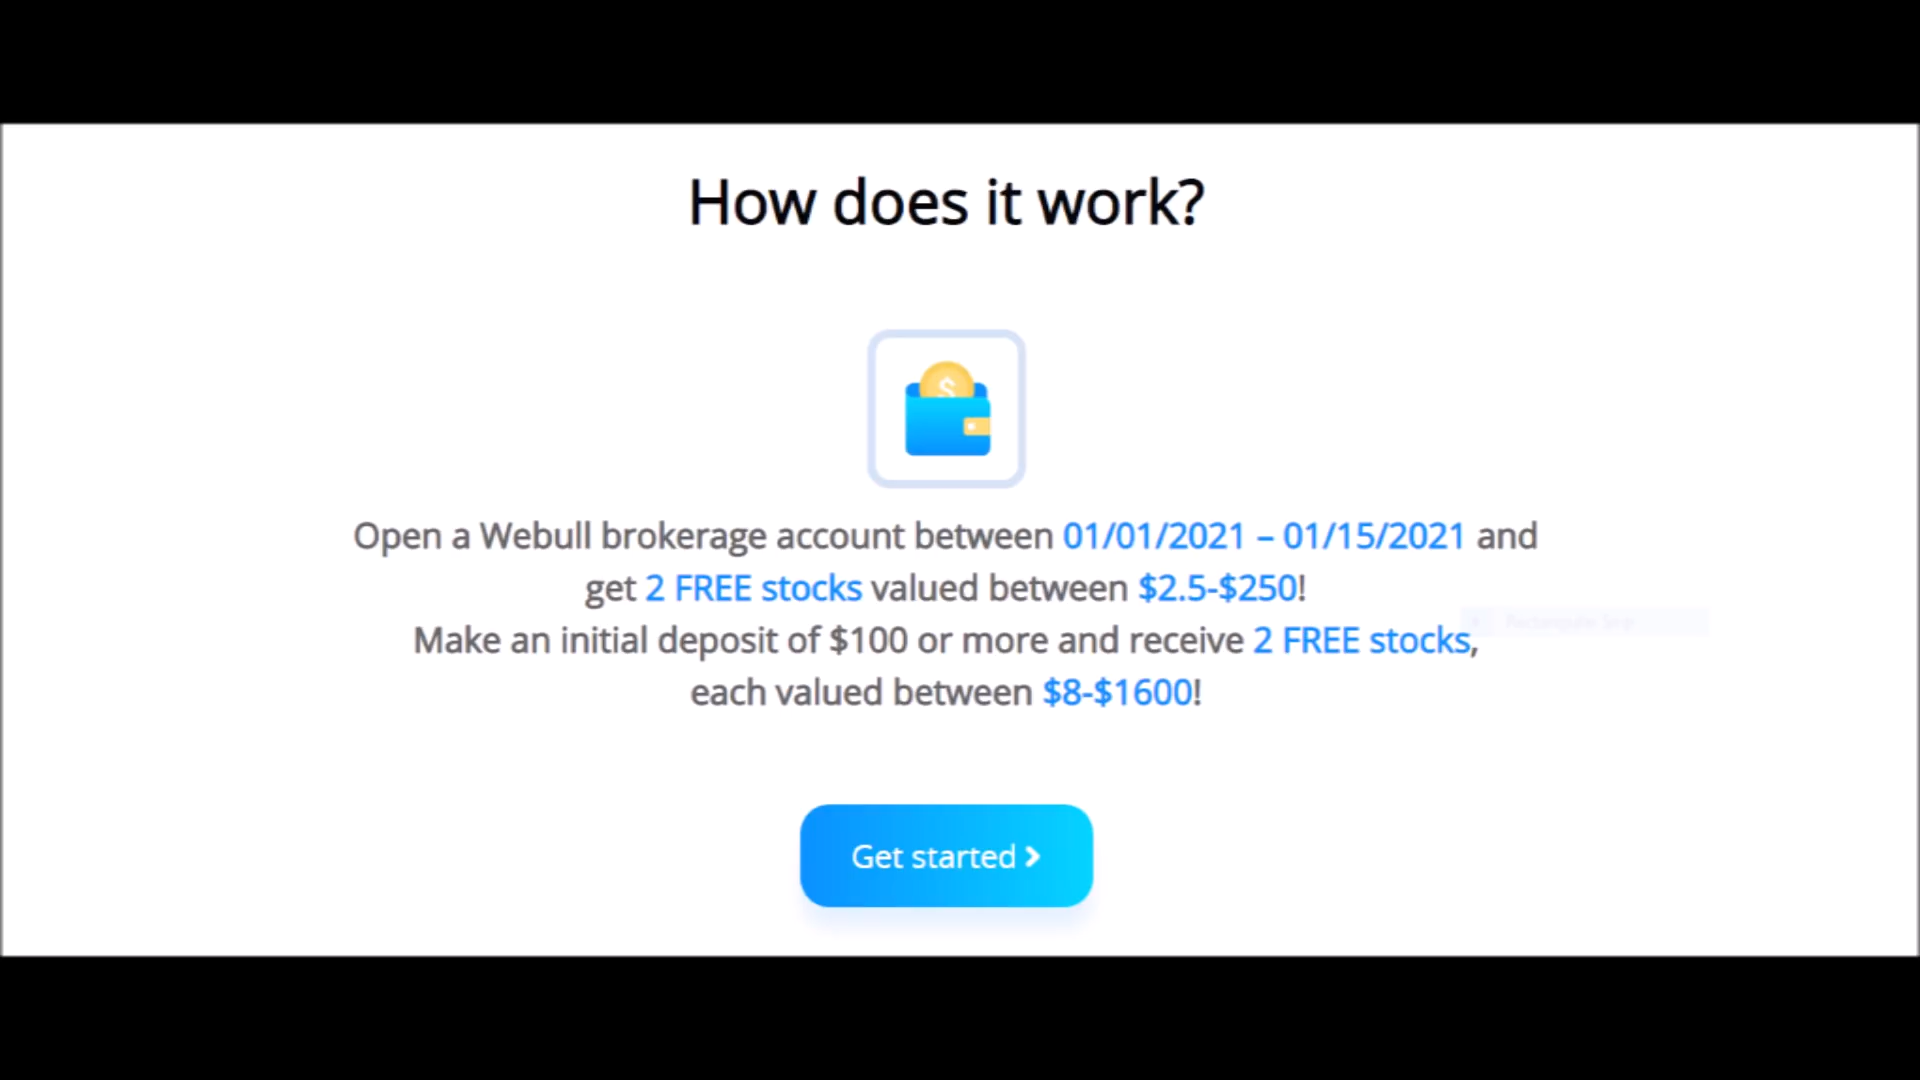 How does it work?
$
Open a Webull brokerage account between 01/01/2021 – 01/15/2021 and
get 2 FREE stocks valued between $2.5-$250!
Make an initial deposit of $100 or more and receive 2 FREE stocks,
each valued between $8-$1600!
Get started >